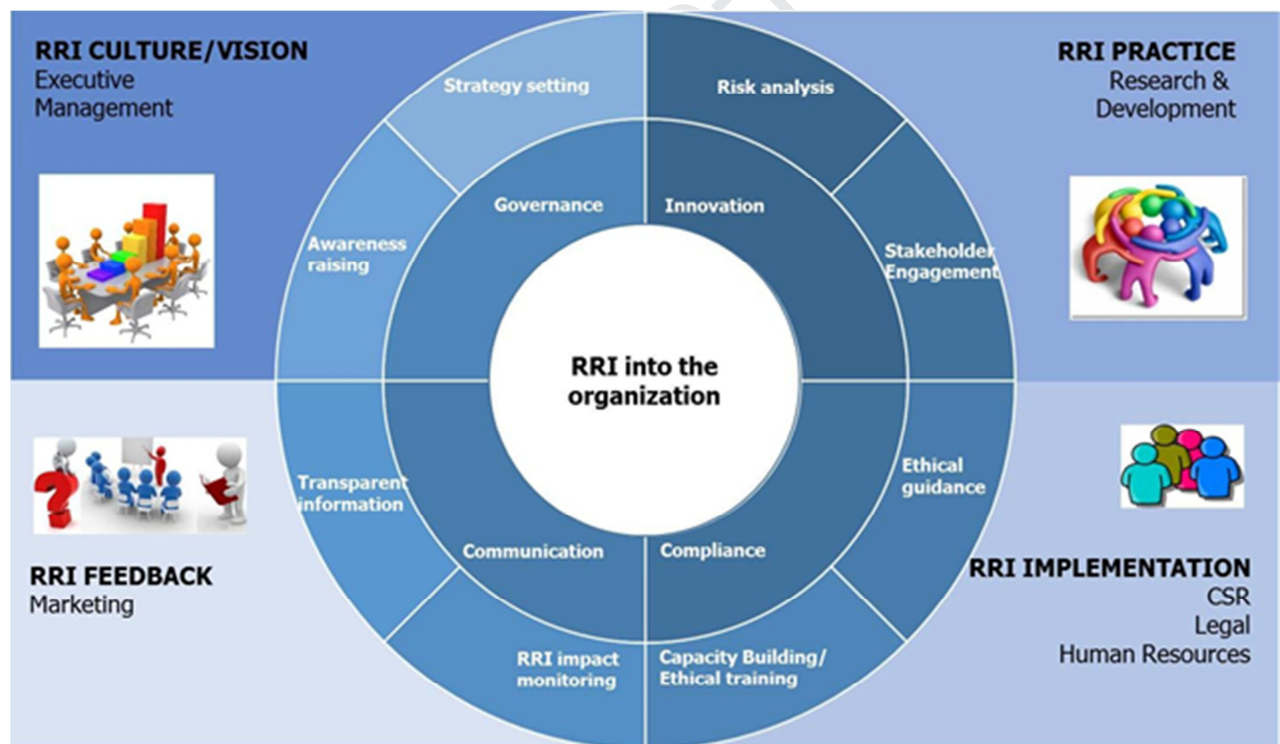 RRI CULTURE/VISION
Executive
Management
RRI PRACTICE
Research &
Development
Strategy setting
Risk analysis
Governance
Innovation
Awareness
raising
Stakeholder
Engagement
RRI into the
organization
Transparent
information
Ethical
guidance
Communication
Compliance
RRI FEEDBACK
Marketing
RRI IMPLEMENTATION
CSR
Legal
Human Resources
RRI impact
monitoring
Capacity Building/
Ethical training